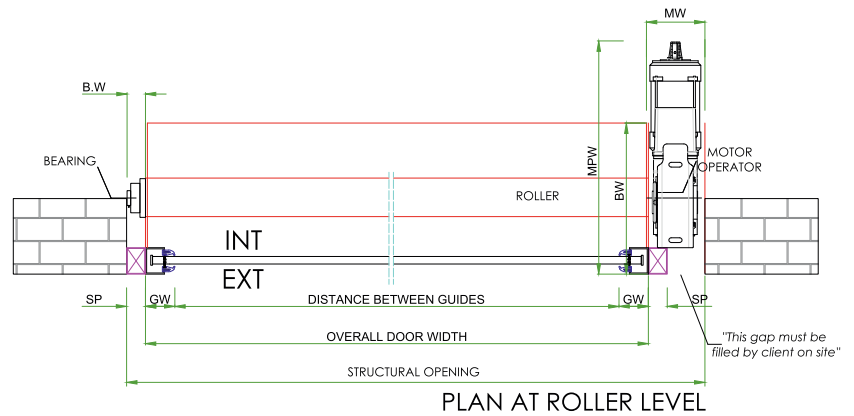 MW
B.W
BEARING
MPW
BW
MOTOR
OPERATOR
ROLLER
INT
EXT
SP
GW
DISTANCE BETWEEN GUIDES
GW
SP
OVERALL DOOR WIDTH
"This gap must be
filled by client on site"
STRUCTURAL OPENING
PLAN AT ROLLER LEVEL